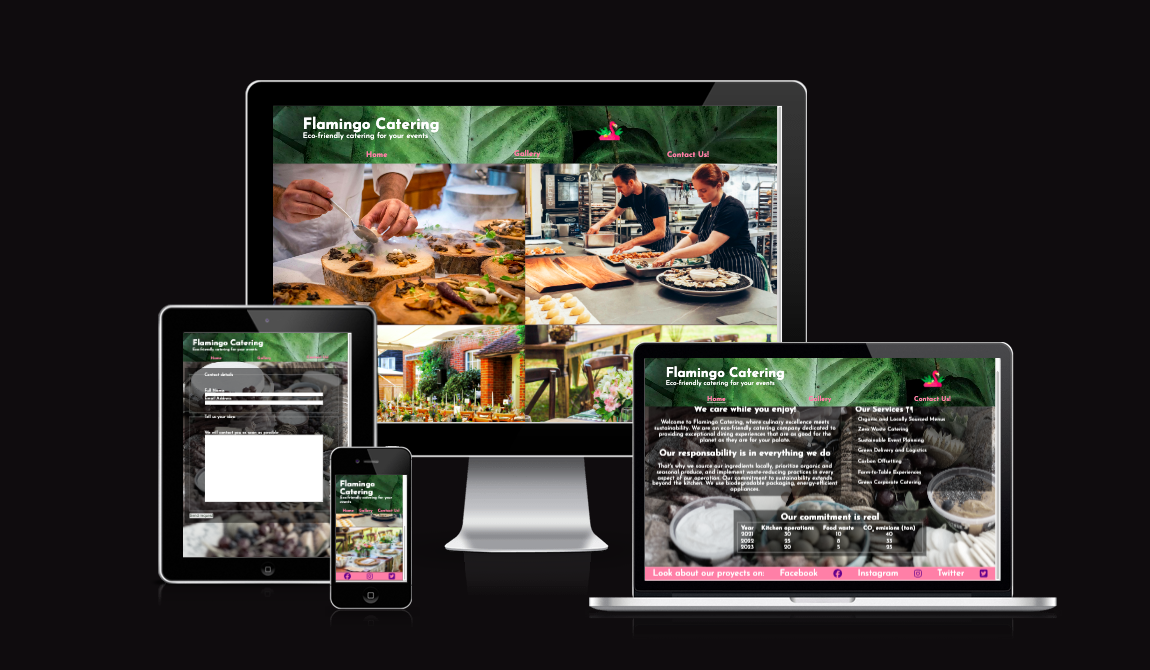 Flamingo Catering
Eco-friendly catering for your events
Home Gallery Contact Us!
Flamingo Catering
Eco-friendly catering for your events
Home Gallery
Contact details
Full Name
Email Address
Tell us your idea
We will contact you as soon as possible
Flamingo
Catering
Eco-friendly catering for your
events
Home Gallery Contact Us!
Flamingo Catering
Eco-friendly catering for your events
Home Gallery Contact Us!
We care while you enjoy!
Welcome to Flamingo Catering, where culinary excellence meets
sustainability. We are an eco-friendly catering company dedicated to
providing exceptional dining experiences that are as good for the
planet as they are for your palate.
Our responsability is in everything we do
That's why we source our ingredients locally, prioritize organic and
seasonal produce, and implement waste-reducing practices in every
aspect of our operation. Our commitment to sustainability extends
beyond the kitchen. We use biodegradable packaging, energy-efficient
appliances.
Our Services
Organic and Locally Sourced Menus
Zero Waste Catering
Sustainable Event Planning
Green Delivery and Logistics
Carbon Offsetting
Farm-to-Table Experiences
Green Corporate Catering
Our commitment is real
Year Kitchen operations Food waste CO₂ emisions (ton)
2021 30 10 40
2022 25 8 33
2023 20 5 25
Look about our proyects on: Facebook Instagram Twitter